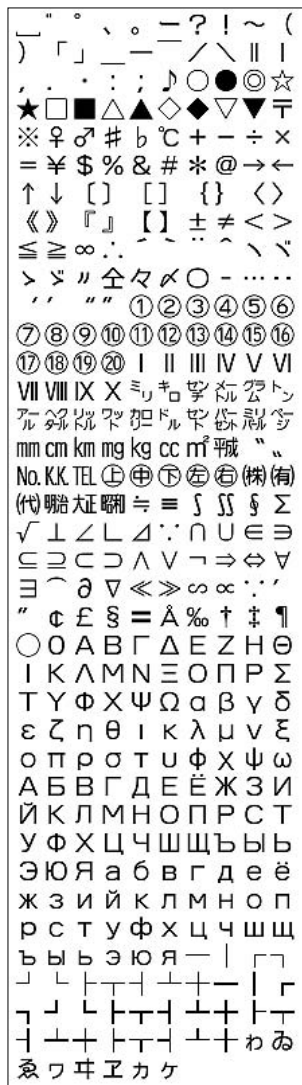 ␣ ゛ ゜ 、 。 ー ? ! ～ (
) 「 」 ＿ — ￣ ／ ＼ ‖ ｜
， ． ・ ： ； ♪ ○ ● ◎ ☆
★ □ ■ △ ▲ ◇ ◆ ▽ ▼ 〒
※ ♀ ♂ ♯ ♭ ℃ + − ÷ ×
= ¥ $ % & # * @ → ←
↑ ↓ 〔 〕 [ ] { } 〈 〉
《 》 『 』 【 】 ± ≠ < >
≦ ≧ ∞ ∴ ´ ｀ ¨ ＾ ヽ ヾ
ゝ ゞ 〃 仝 々 〆 〇 ‐ … ‥
‘ ’ “ ” ① ② ③ ④ ⑤ ⑥
⑦ ⑧ ⑨ ⑩ ⑪ ⑫ ⑬ ⑭ ⑮ ⑯
⑰ ⑱ ⑲ ⑳ Ⅰ Ⅱ Ⅲ Ⅳ Ⅴ Ⅵ
Ⅶ Ⅷ Ⅸ Ⅹ ㍉ ㌔ ㌢ ㍍ ㌘ ㌧
㌃ ㌶ ㍑ ㍗ ㌍ ㌦ ㌣ ㌫ ㍊ ㌻
㎜ ㎝ ㎞ ㎎ ㎏ ㏄ ㎡ ㍻ 〝 〟
№ ㏍ ℡ ㊤ ㊥ ㊦ ㊧ ㊨ ㈱ ㈲
㈹ ㍾ ㍽ ㍼ ≒ ≡ ∫ ∬ ∮ Σ
√ ⊥ ∠ ∟ ⊿ ∵ ∩ ∪ ∈ ∋
⊆ ⊇ ⊂ ⊃ ∧ ∨ ¬ ⇒ ⇔ ∀
∃ ⌒ ∂ ∇ ≪ ≫ ∽ ∝ ∵ ′
″ ¢ £ § 〓 Å ‰ † ‡ ¶
◯ Ο Α Β Γ Δ Ε Ζ Η Θ
Ι Κ Λ Μ Ν Ξ Ο Π Ρ Σ
Τ Υ Φ Χ Ψ Ω α β γ δ
ε ζ η θ ι κ λ μ ν ξ
ο π ρ σ τ υ φ χ ψ ω
А Б В Г Д Е Ё Ж З И
Й К Л М Н О П Р С Т
У Ф Х Ц Ч Ш Щ Ъ Ы Ь
Э Ю Я а б в г д е ё
ж з и й к л м н о п
р с т у ф х ц ч ш щ
ъ ы ь э ю я ─ │ ┌ ┐
┘ └ ├ ┬ ┤ ┴ ┼ ━ ┃ ┏
┓ ┛ ┗ ┣ ┳ ┫ ┻ ╋ ┠ ┯
┨ ┷ ┿ ┝ ┰ ┥ ┸ ╂ ゎ ゐ
ゑ ヮ ヰ ヱ ヵ ヶ